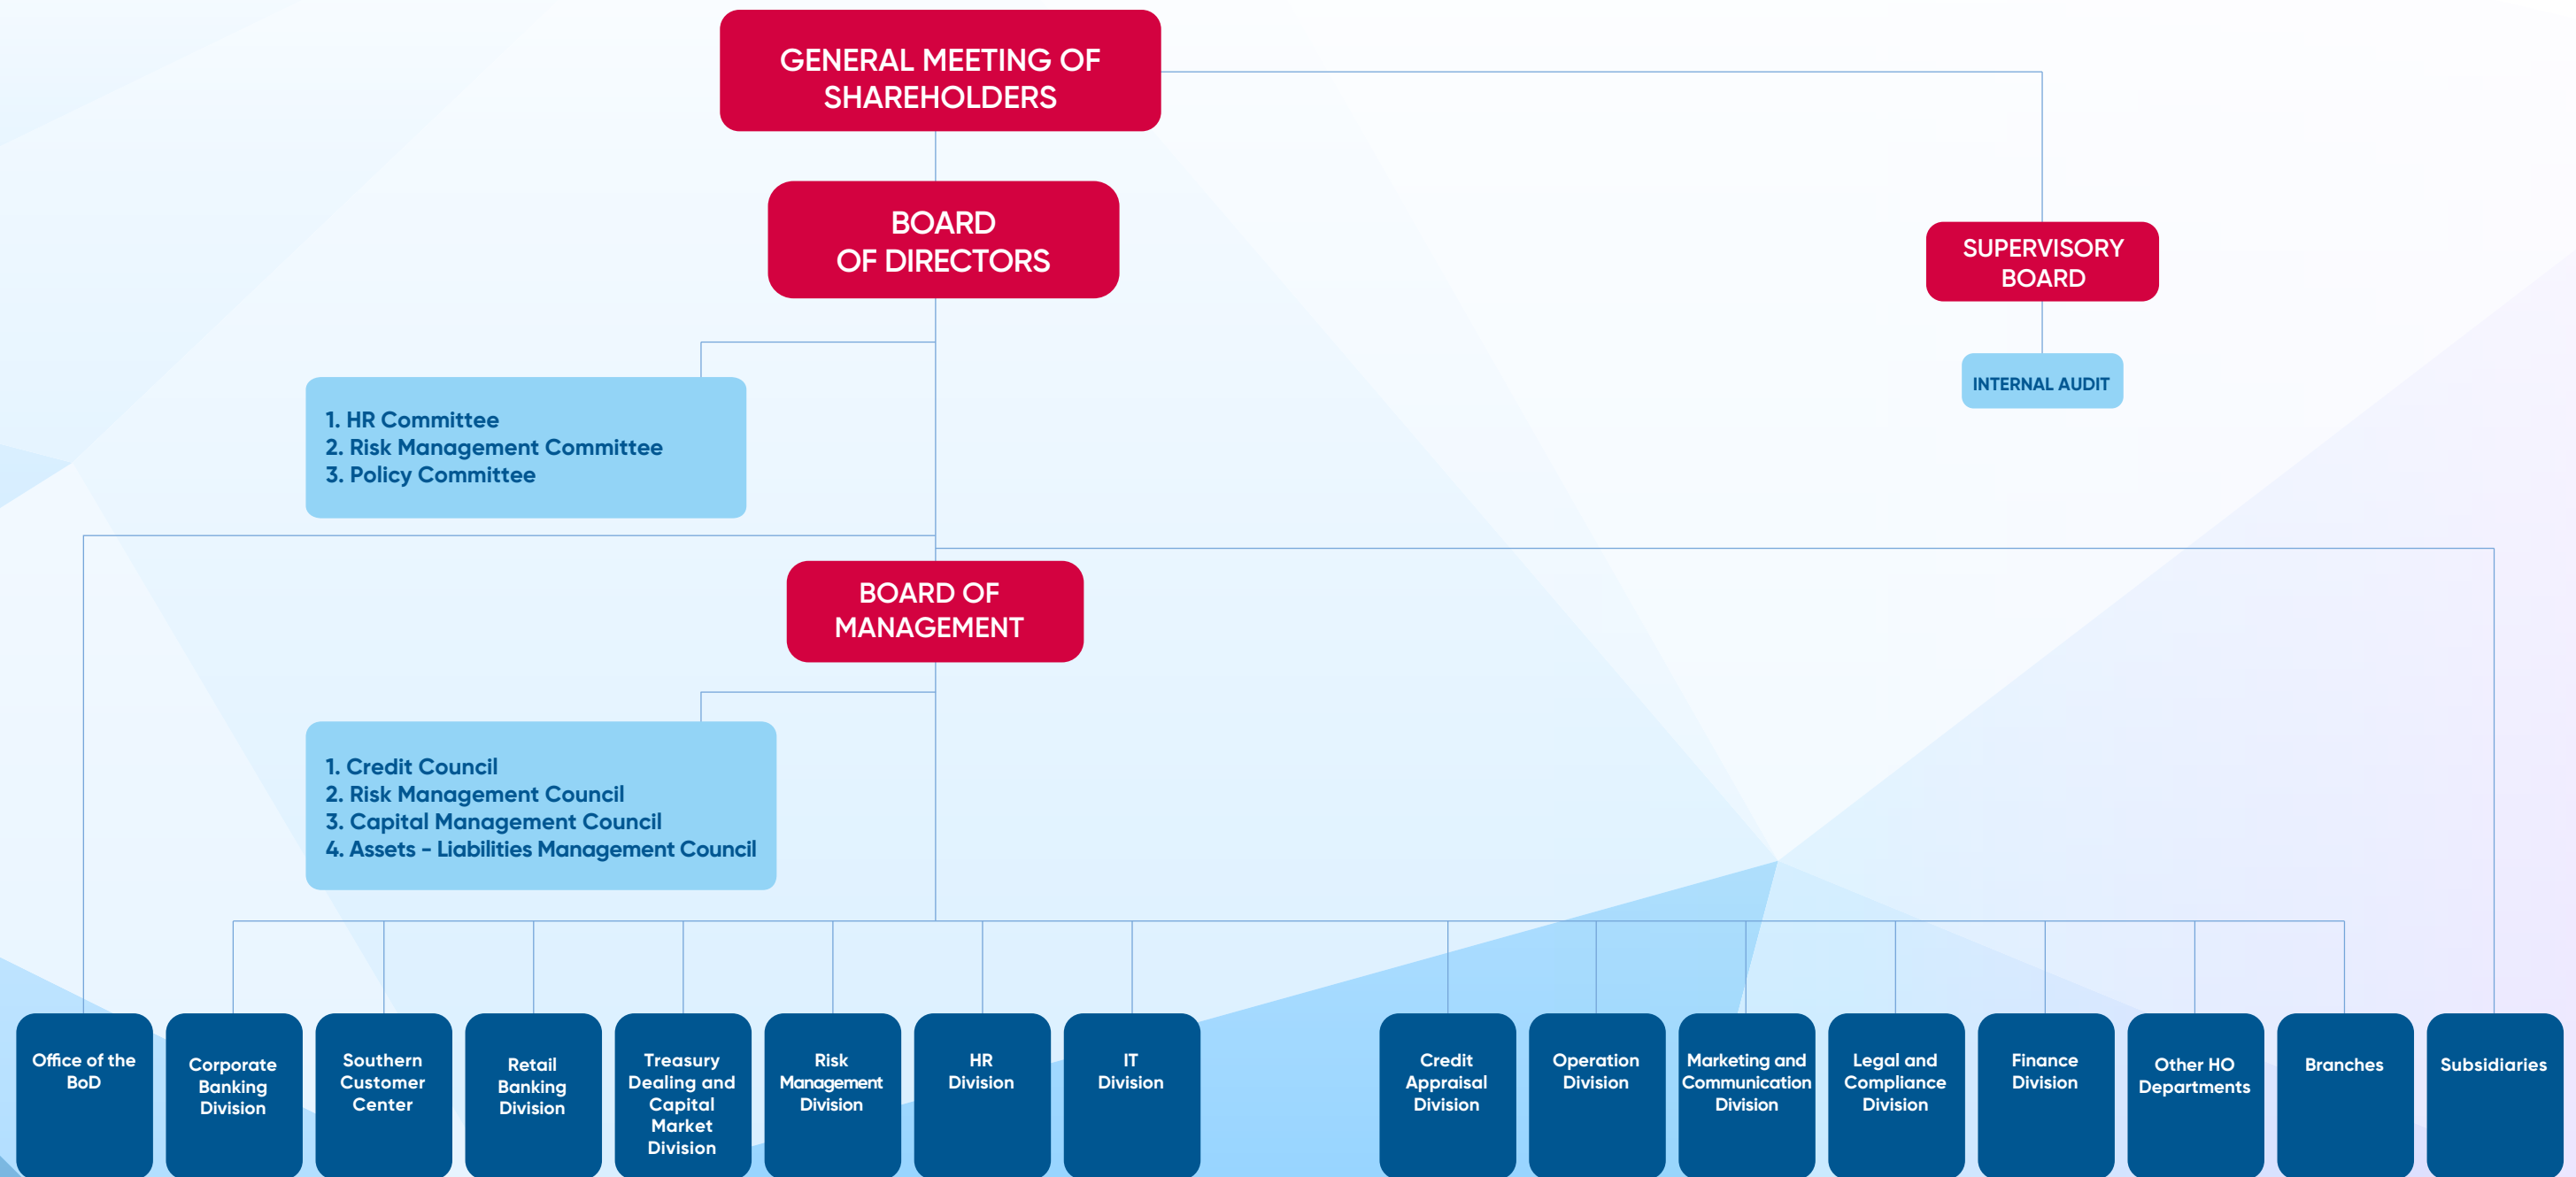 GENERAL MEETING OF
SHAREHOLDERS
BOARD
OF DIRECTORS
SUPERVISORY
BOARD
INTERNAL AUDIT
1. HR Committee
2. Risk Management Committee
3. Policy Committee
BOARD OF
MANAGEMENT
1. Credit Council
2. Risk Management Council
3. Capital Management Council
4. Assets - Liabilities Management Council
Office of the
BoD
Corporate
Banking
Division
Southern
Customer
Center
Retail
Banking
Division
Treasury
Dealing and
Capital
Market
Division
Risk
Management
Division
HR
Division
IT
Division
Credit
Appraisal
Division
Operation
Division
Marketing and
Communication
Division
Legal and
Compliance
Division
Finance
Division
Other HO
Departments
Branches
Subsidiaries